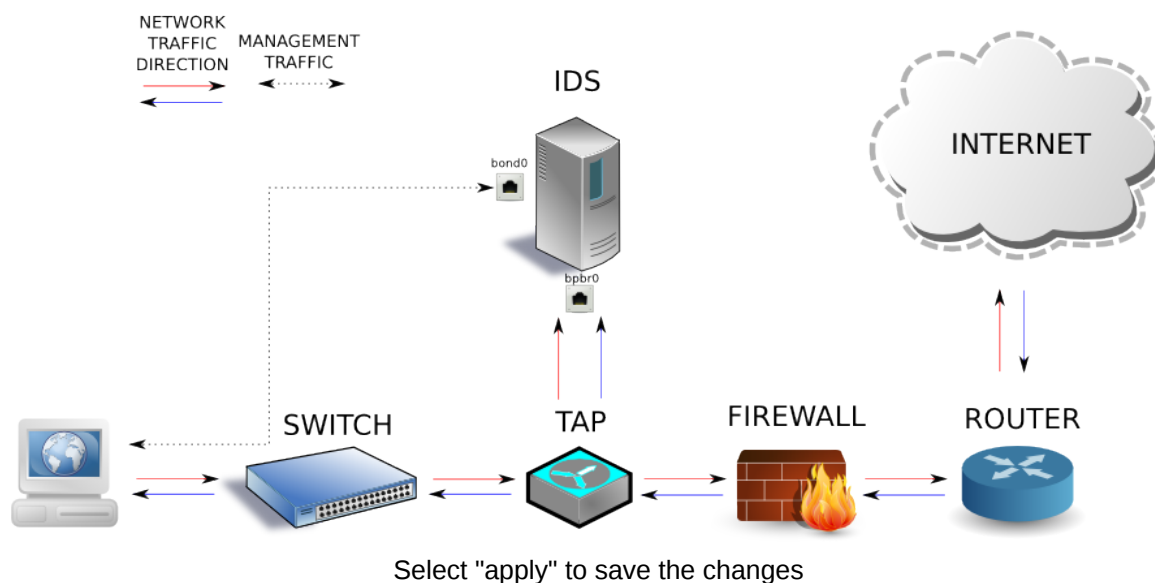 NETWORK
TRAFFIC
DIRECTION
MANAGEMENT
TRAFFIC
IDS
INTERNET
bond0
bpbr0
SWITCH
TAP
FIREWALL
ROUTER
Select "apply" to save the changes